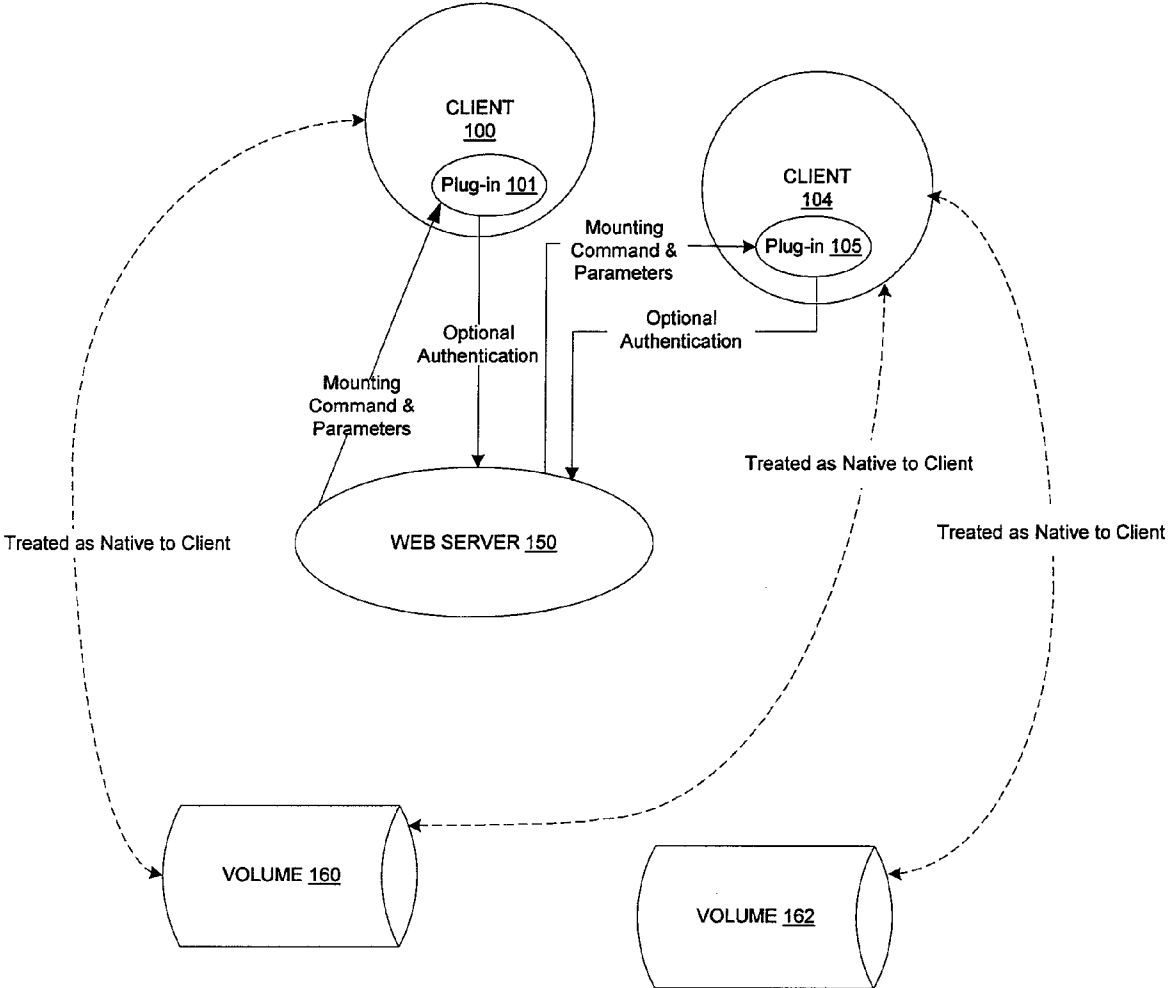 CLIENT
100
Plug-in 101
CLIENT
104
Plug-in 105
Mounting
Command &
Parameters
Optional
Authentication
Optional
Authentication
Mounting
Command &
Parameters
Treated as Native to Client
Treated as Native to Client
Treated as Native to Client
WEB SERVER 150
VOLUME 160
VOLUME 162